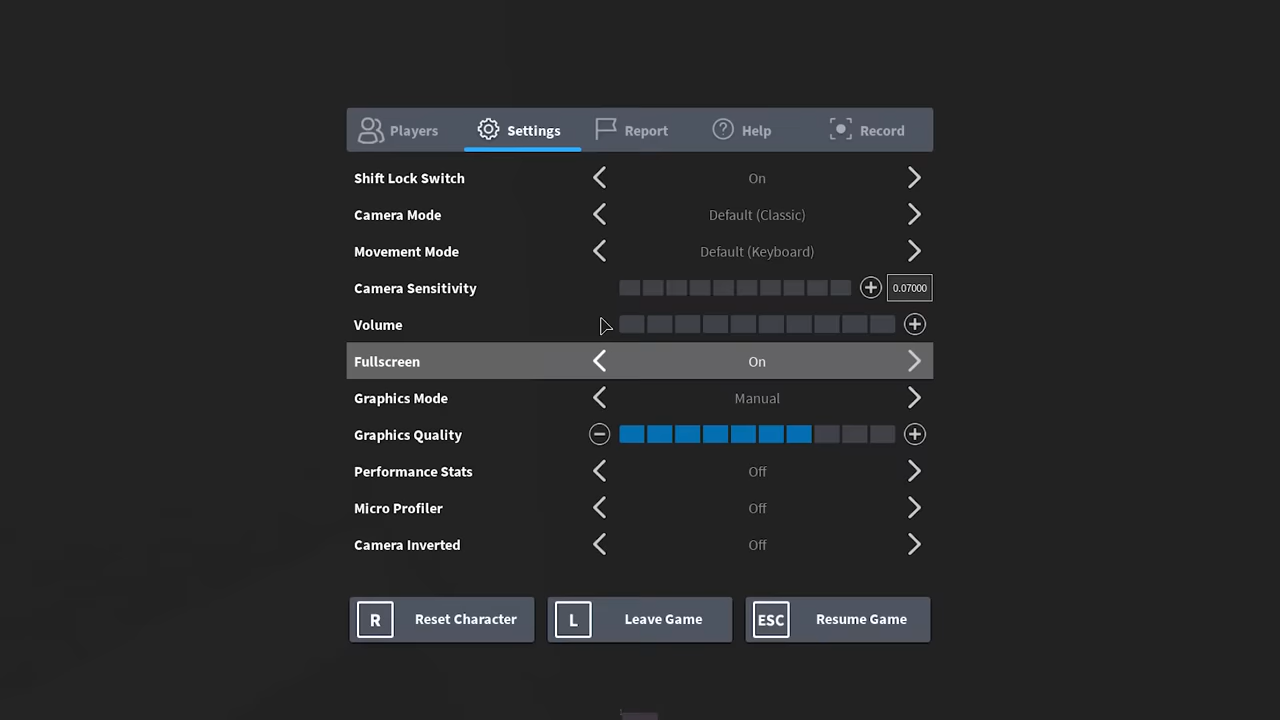 Players Settings Report Help Record
Shift Lock Switch On
Camera Mode Default (Classic)
Movement Mode Default (Keyboard)
Camera Sensitivity 0.07000
Volume
Fullscreen On
Graphics Mode Manual
Graphics Quality
Performance Stats Off
Micro Profiler Off
Camera Inverted Off
R Reset Character L Leave Game ESC Resume Game